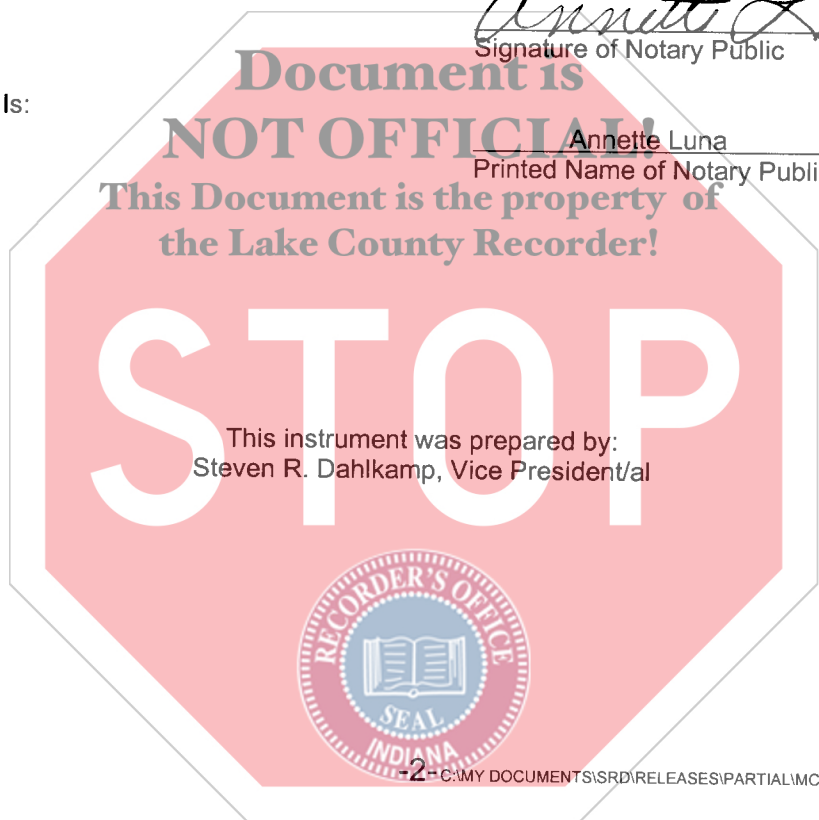 Annette L
Signature of Notary Public
Document is
ls:
NOT OFFICIAL!
Annette Luna
Printed Name of Notary Publi
This Document is the property of
the Lake County Recorder!
STOP
This instrument was prepared by:
Steven R. Dahlkamp, Vice President/al
RECORDER'S OFFICE
SEAL
INDIANA
-2- C:\MY DOCUMENTS\SRD\RELEASES\PARTIAL\MC